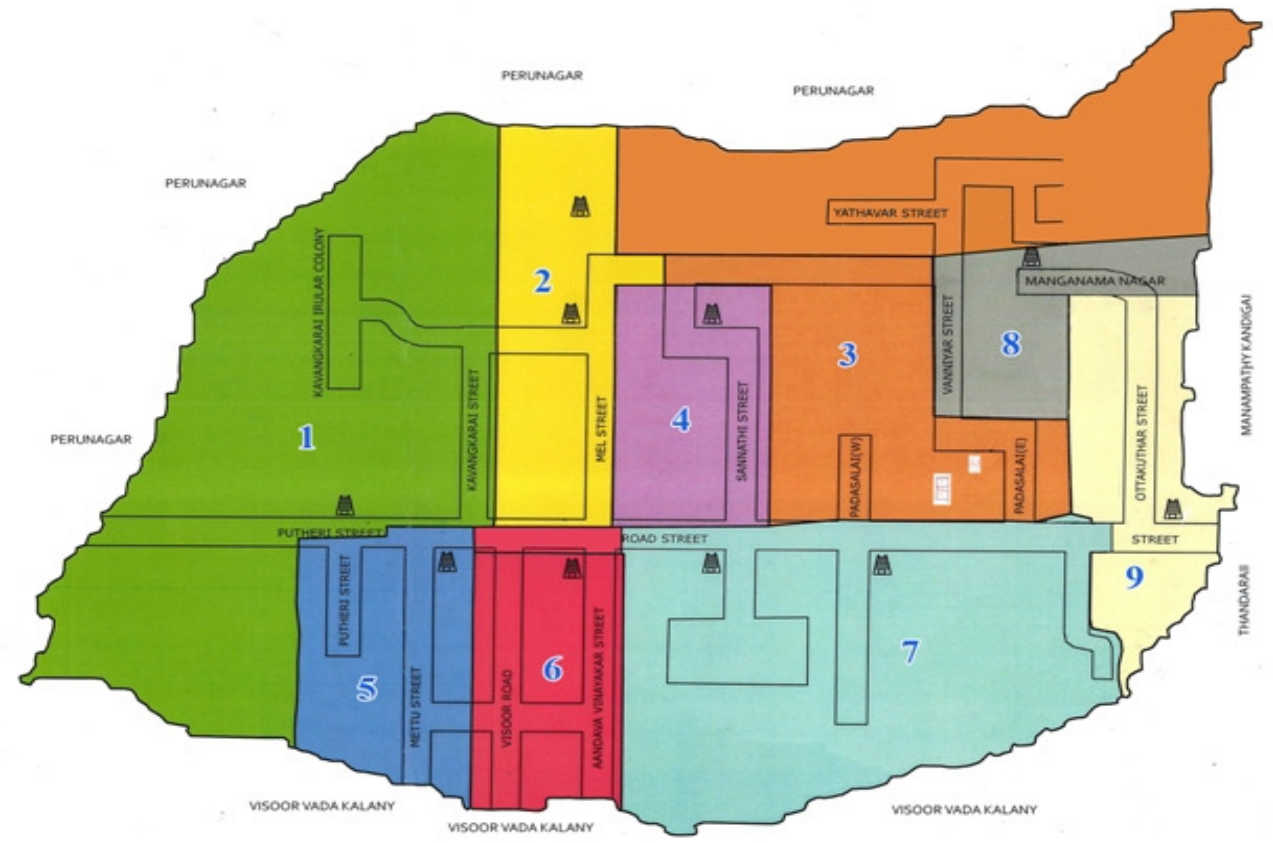 PERUNAGAR
PERUNAGAR
PERUNAGAR
YATHAVAR STREET
KAVANGKARAI IRULAR COLONY
2
MANGANAMA NAGAR
VANNIYAR STREET
8
3
MANAMPATHY KANDIGAI
KAVANGKARAI STREET
MEL STREET
4
SANNATHI STREET
OTTAKUTHAR STREET
PERUNAGAR
1
PADASALAI(W)
PADASALAI(E)
PUTHERI STREET
ROAD STREET
STREET
9
THANDARAII
PUTHERI STREET
5
METTU STREET
VISOOR ROAD
6
AANDAVA VINAYAKAR STREET
7
VISOOR VADA KALANY
VISOOR VADA KALANY
VISOOR VADA KALANY